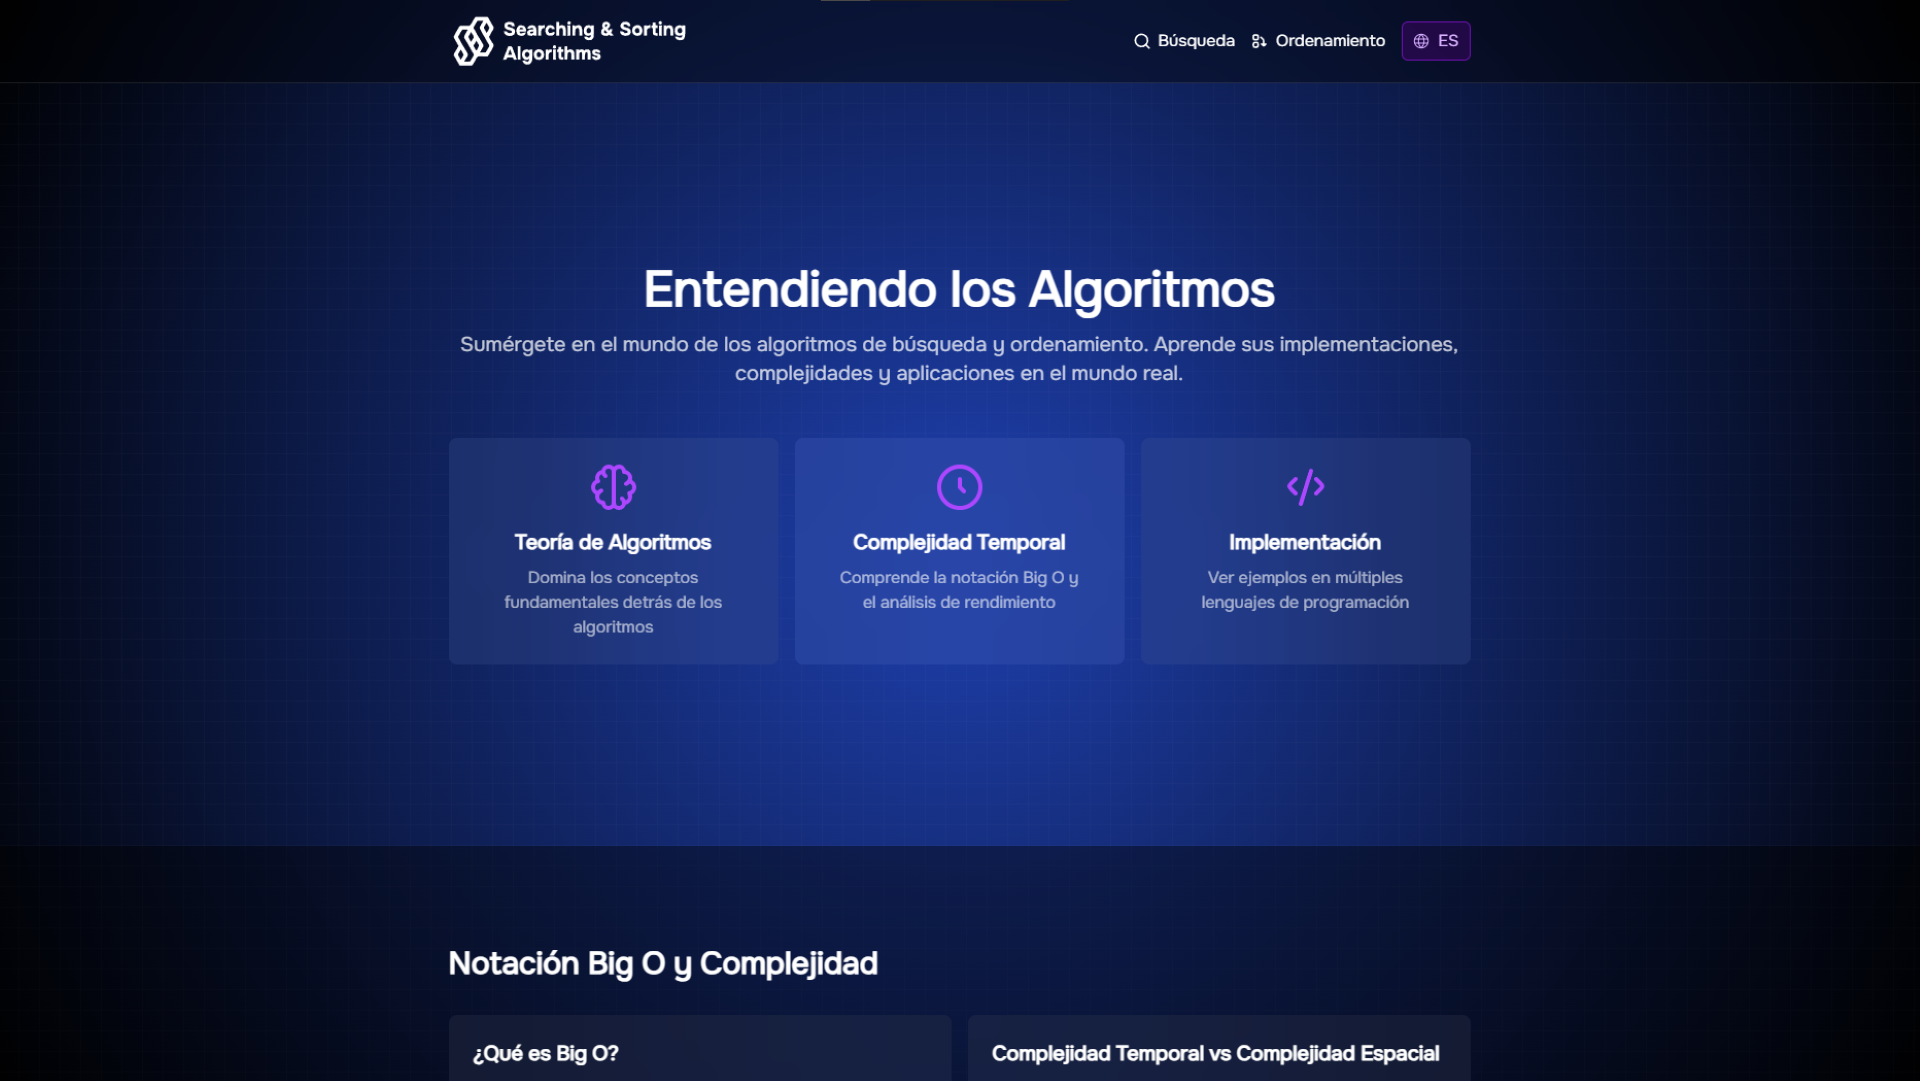 Searching & Sorting
Algorithms
Búsqueda
Ordenamiento
ES
Entendiendo los Algoritmos
Sumérgete en el mundo de los algoritmos de búsqueda y ordenamiento. Aprende sus implementaciones,
complejidades y aplicaciones en el mundo real.
Teoría de Algoritmos
Domina los conceptos
fundamentales detrás de los
algoritmos
Complejidad Temporal
Comprende la notación Big O y
el análisis de rendimiento
Implementación
Ver ejemplos en múltiples
lenguajes de programación
Notación Big O y Complejidad
¿Qué es Big O?
Complejidad Temporal vs Complejidad Espacial